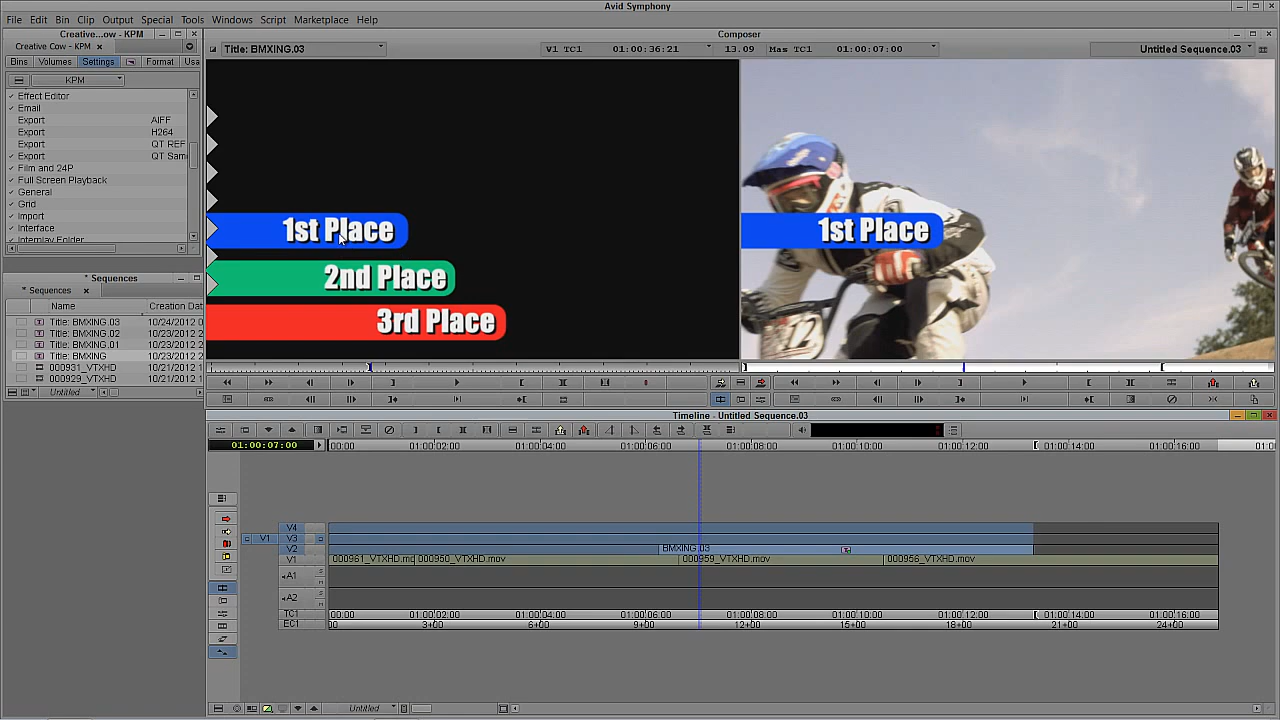 Avid Symphony
File Edit Bin Clip Output Special Tools Windows Script Marketplace Help
Creative...ow - KPM
Composer
Creative Cow - KPM
Title: BMXING.03
V1 TC1 01:00:36:21 13.09 Mas TC1 01:00:07:00
Untitled Sequence.03
Bins Volumes Settings Format Usa
KPM
Effect Editor
Email
Export AIFF
Export H264
Export QT REF
Export QT Sam
Film and 24P
Full Screen Playback
General
Grid
Import
Interface
Interplay Folder
1st Place
2nd Place
3rd Place
1st Place
12
* Sequences
* Sequences
Name Creation Dat
Title: BMXING.03 10/24/2012 0
Title: BMXING.02 10/23/2012 2
Title: BMXING.01 10/23/2012 2
Title: BMXING 10/23/2012 2
000931_VTXHD 10/21/2012 1
000929_VTXHD 10/21/2012 1
Untitled
Timeline - Untitled Sequence.03
01:00:07:00
00:00 01:00:02:00 01:00:04:00 01:00:06:00 01:00:08:00 01:00:10:00 01:00:12:00 01:00:14:00 01:00:16:00 01:0
V4
V1 V3
V2 BMXING.03
V1 000961_VTXHD.mo 000960_VTXHD.mov 000959_VTXHD.mov 000956_VTXHD.mov
A1
A2
TC1 00:00 01:00:02:00 01:00:04:00 01:00:06:00 01:00:08:00 01:00:10:00 01:00:12:00 01:00:14:00 01:00:16:00
EC1 00 3+00 6+00 9+00 12+00 15+00 18+00 21+00 24+00
Untitled